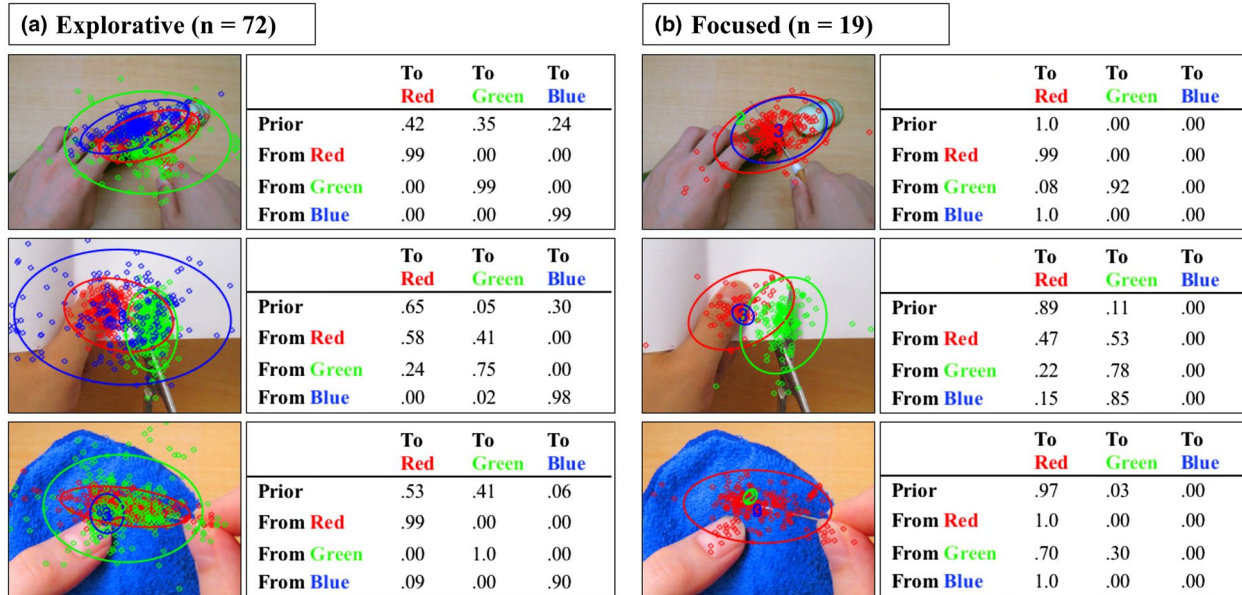 (a) Explorative (n = 72)
To To To
Red Green Blue
Prior .42 .35 .24
From Red .99 .00 .00
From Green .00 .99 .00
From Blue .00 .00 .99
To To To
Red Green Blue
Prior .65 .05 .30
From Red .58 .41 .00
From Green .24 .75 .00
From Blue .00 .02 .98
3
To To To
Red Green Blue
Prior .53 .41 .06
From Red .99 .00 .00
From Green .00 1.0 .00
From Blue .09 .00 .90
3
(b) Focused (n = 19)
To To To
Red Green Blue
Prior 1.0 .00 .00
From Red .99 .00 .00
From Green .08 .92 .00
From Blue 1.0 .00 .00
3
To To To
Red Green Blue
Prior .89 .11 .00
From Red .47 .53 .00
From Green .22 .78 .00
From Blue .15 .85 .00
3
To To To
Red Green Blue
Prior .97 .03 .00
From Red 1.0 .00 .00
From Green .70 .30 .00
From Blue 1.0 .00 .00